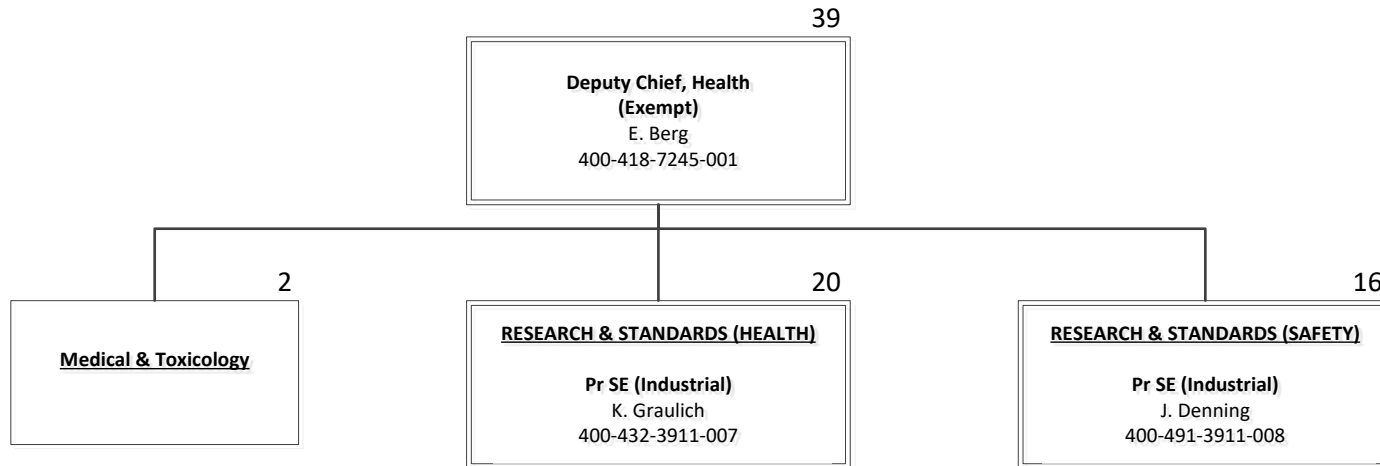 39
Deputy Chief, Health
(Exempt)
E. Berg
400-418-7245-001
2
Medical & Toxicology
20
RESEARCH & STANDARDS (HEALTH)
Pr SE (Industrial)
K. Graulich
400-432-3911-007
16
RESEARCH & STANDARDS (SAFETY)
Pr SE (Industrial)
J. Denning
400-491-3911-008